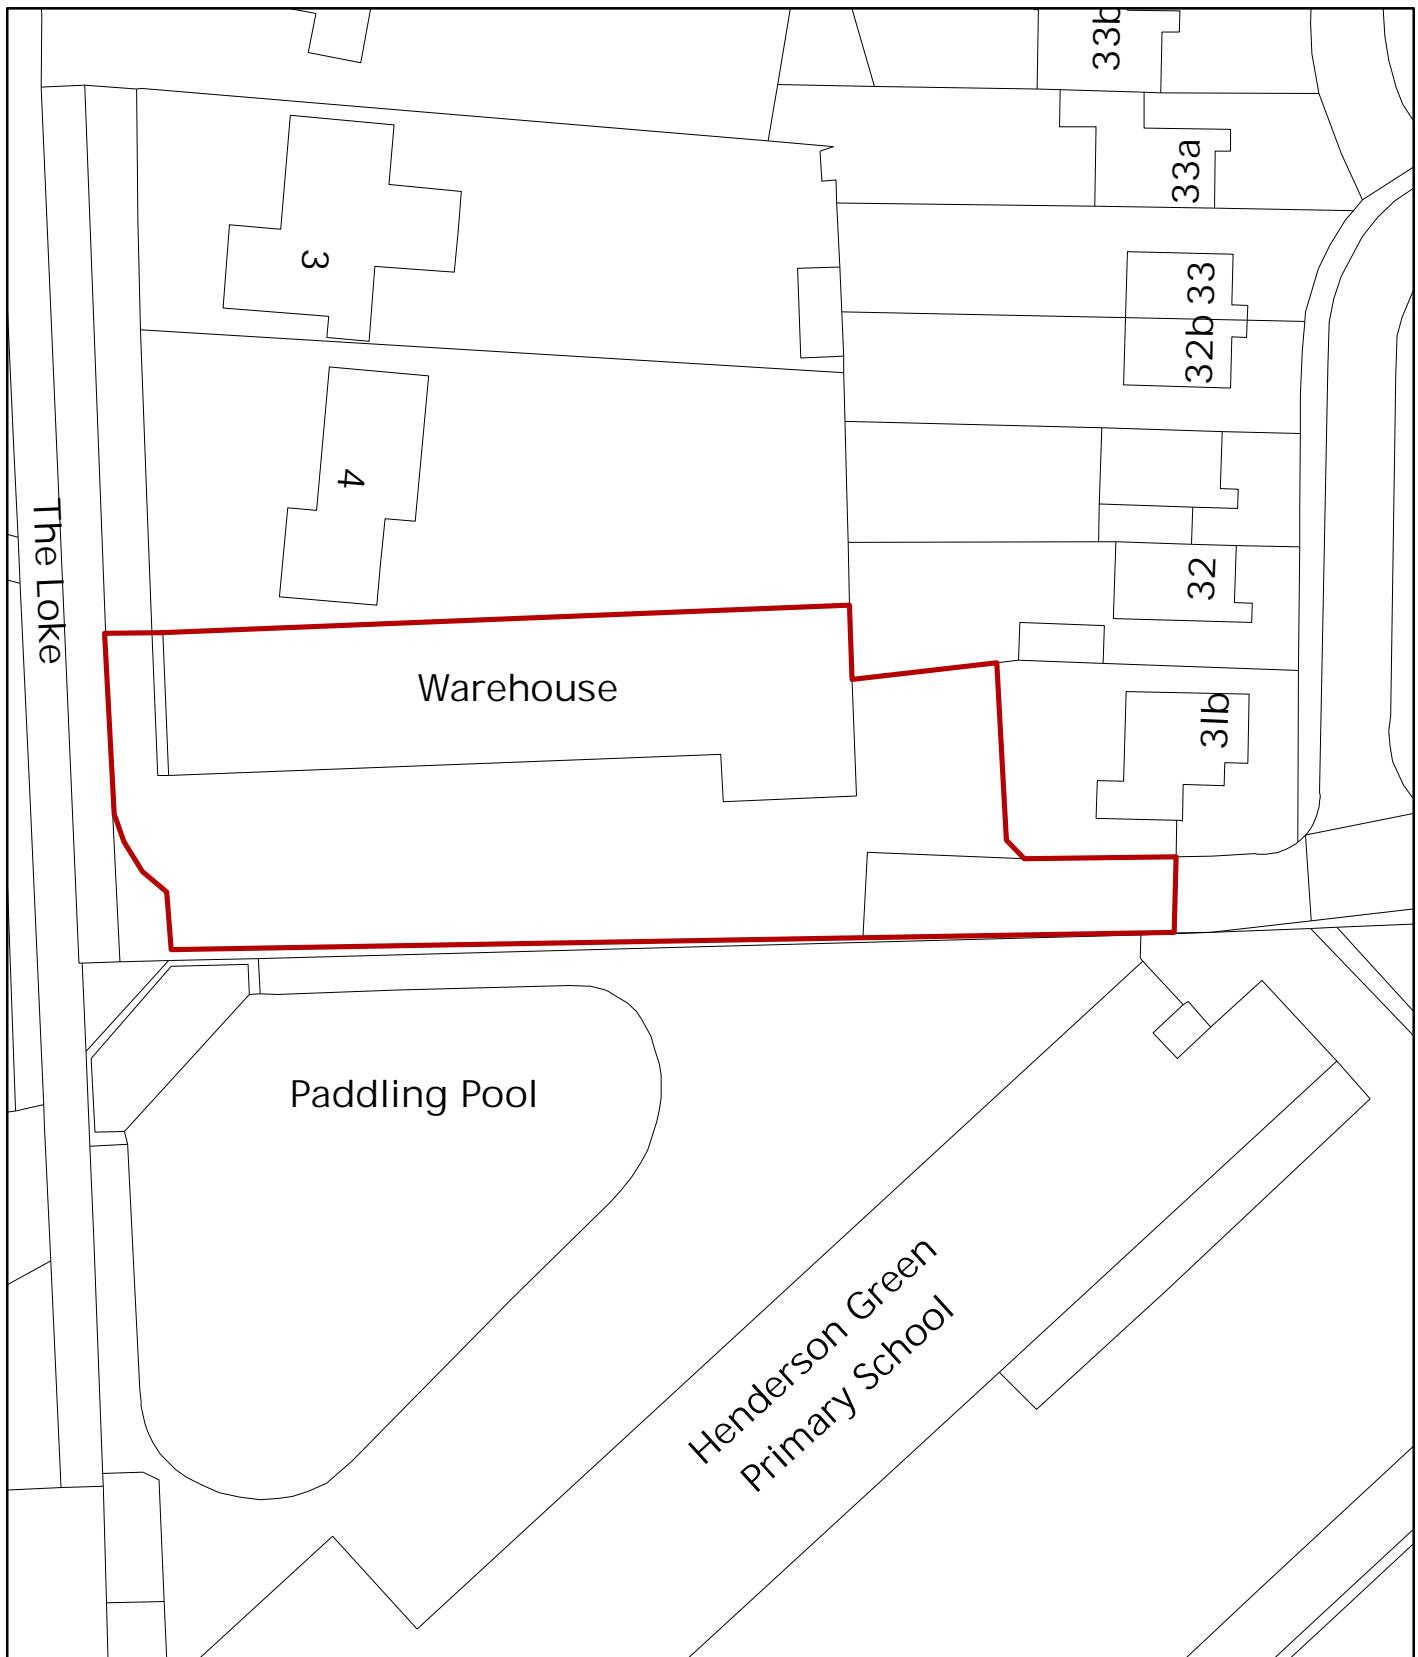 33b
33a
3
33
32b
4
The Loke
32
Warehouse
31b
Paddling Pool
Henderson Green
Primary School